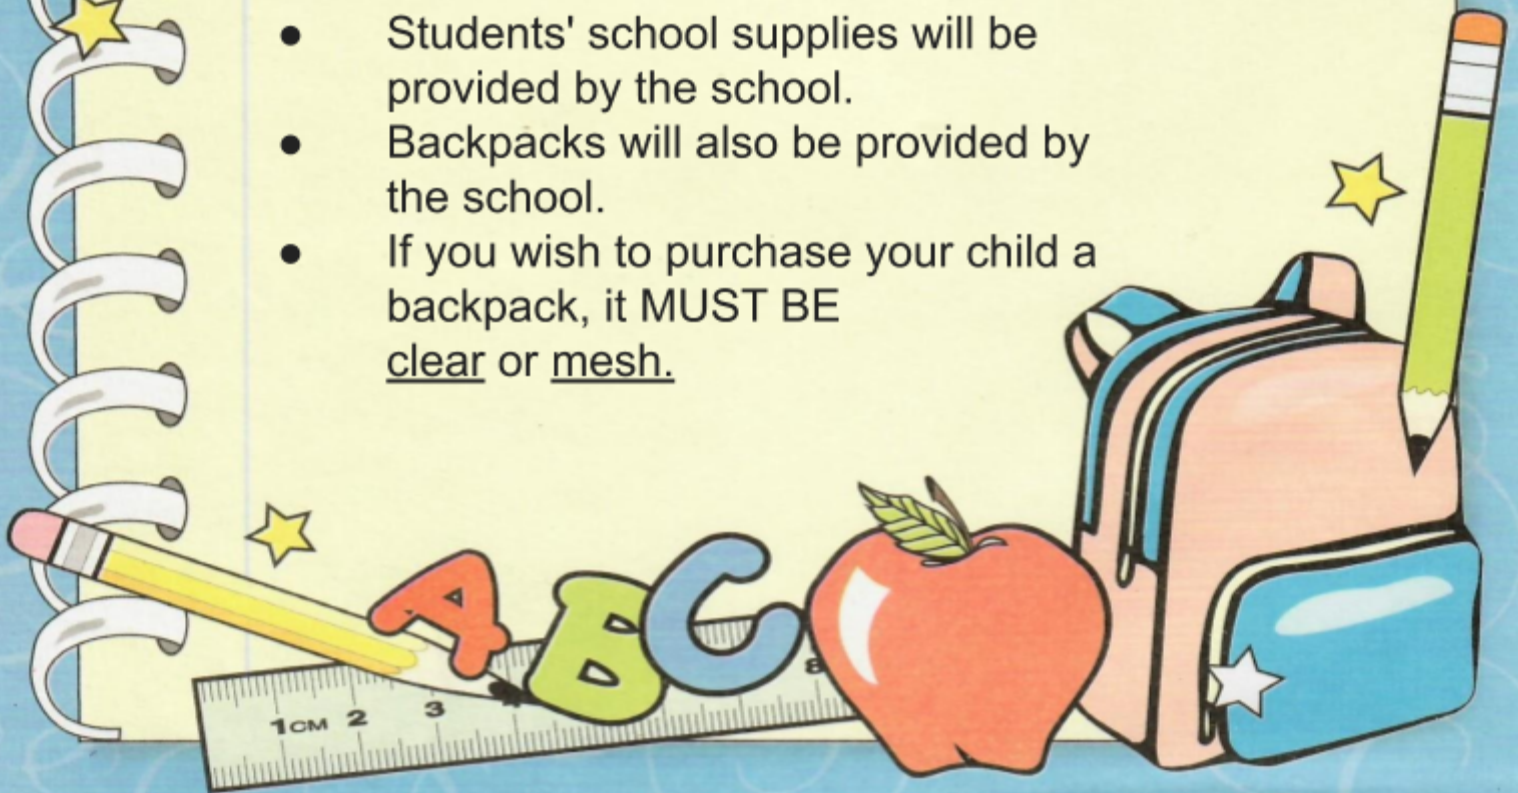 ● Students' school supplies will be
provided by the school.
● Backpacks will also be provided by
the school.
● If you wish to purchase your child a
backpack, it MUST BE
clear or mesh.
A B C
1CM 2 3 8